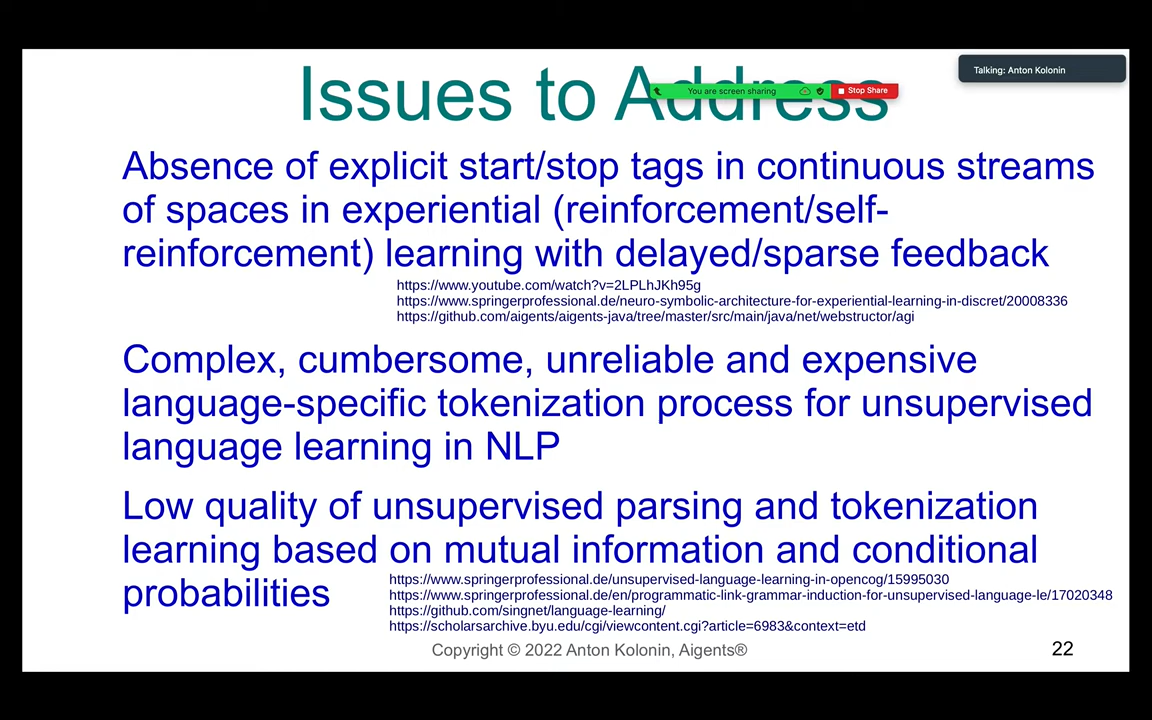 Issues to Address
Talking: Anton Kolonin
You are screen sharing
Stop Share
Absence of explicit start/stop tags in continuous streams
of spaces in experiential (reinforcement/self-
reinforcement) learning with delayed/sparse feedback
https://www.youtube.com/watch?v=2LPLhJKh95g
https://www.springerprofessional.de/neuro-symbolic-architecture-for-experiential-learning-in-discret/20008336
https://github.com/aigents/aigents-java/tree/master/src/main/java/net/webstructor/agi
Complex, cumbersome, unreliable and expensive
language-specific tokenization process for unsupervised
language learning in NLP
Low quality of unsupervised parsing and tokenization
learning based on mutual information and conditional
probabilities
https://www.springerprofessional.de/unsupervised-language-learning-in-opencog/15995030
https://www.springerprofessional.de/en/programmatic-link-grammar-induction-for-unsupervised-language-le/17020348
https://github.com/singnet/language-learning/
https://scholarsarchive.byu.edu/cgi/viewcontent.cgi?article=6983&context=etd
Copyright © 2022 Anton Kolonin, Aigents®
22